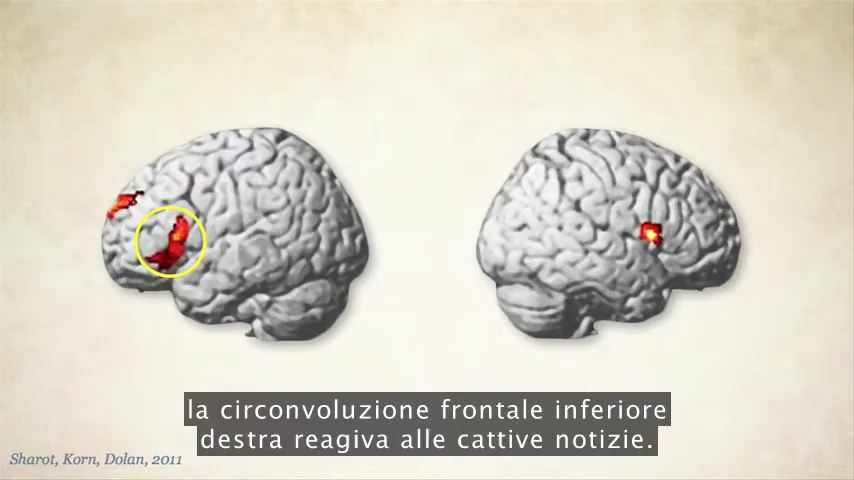 la circonvoluzione frontale inferiore
destra reagiva alle cattive notizie.
Sharot, Korn, Dolan, 2011